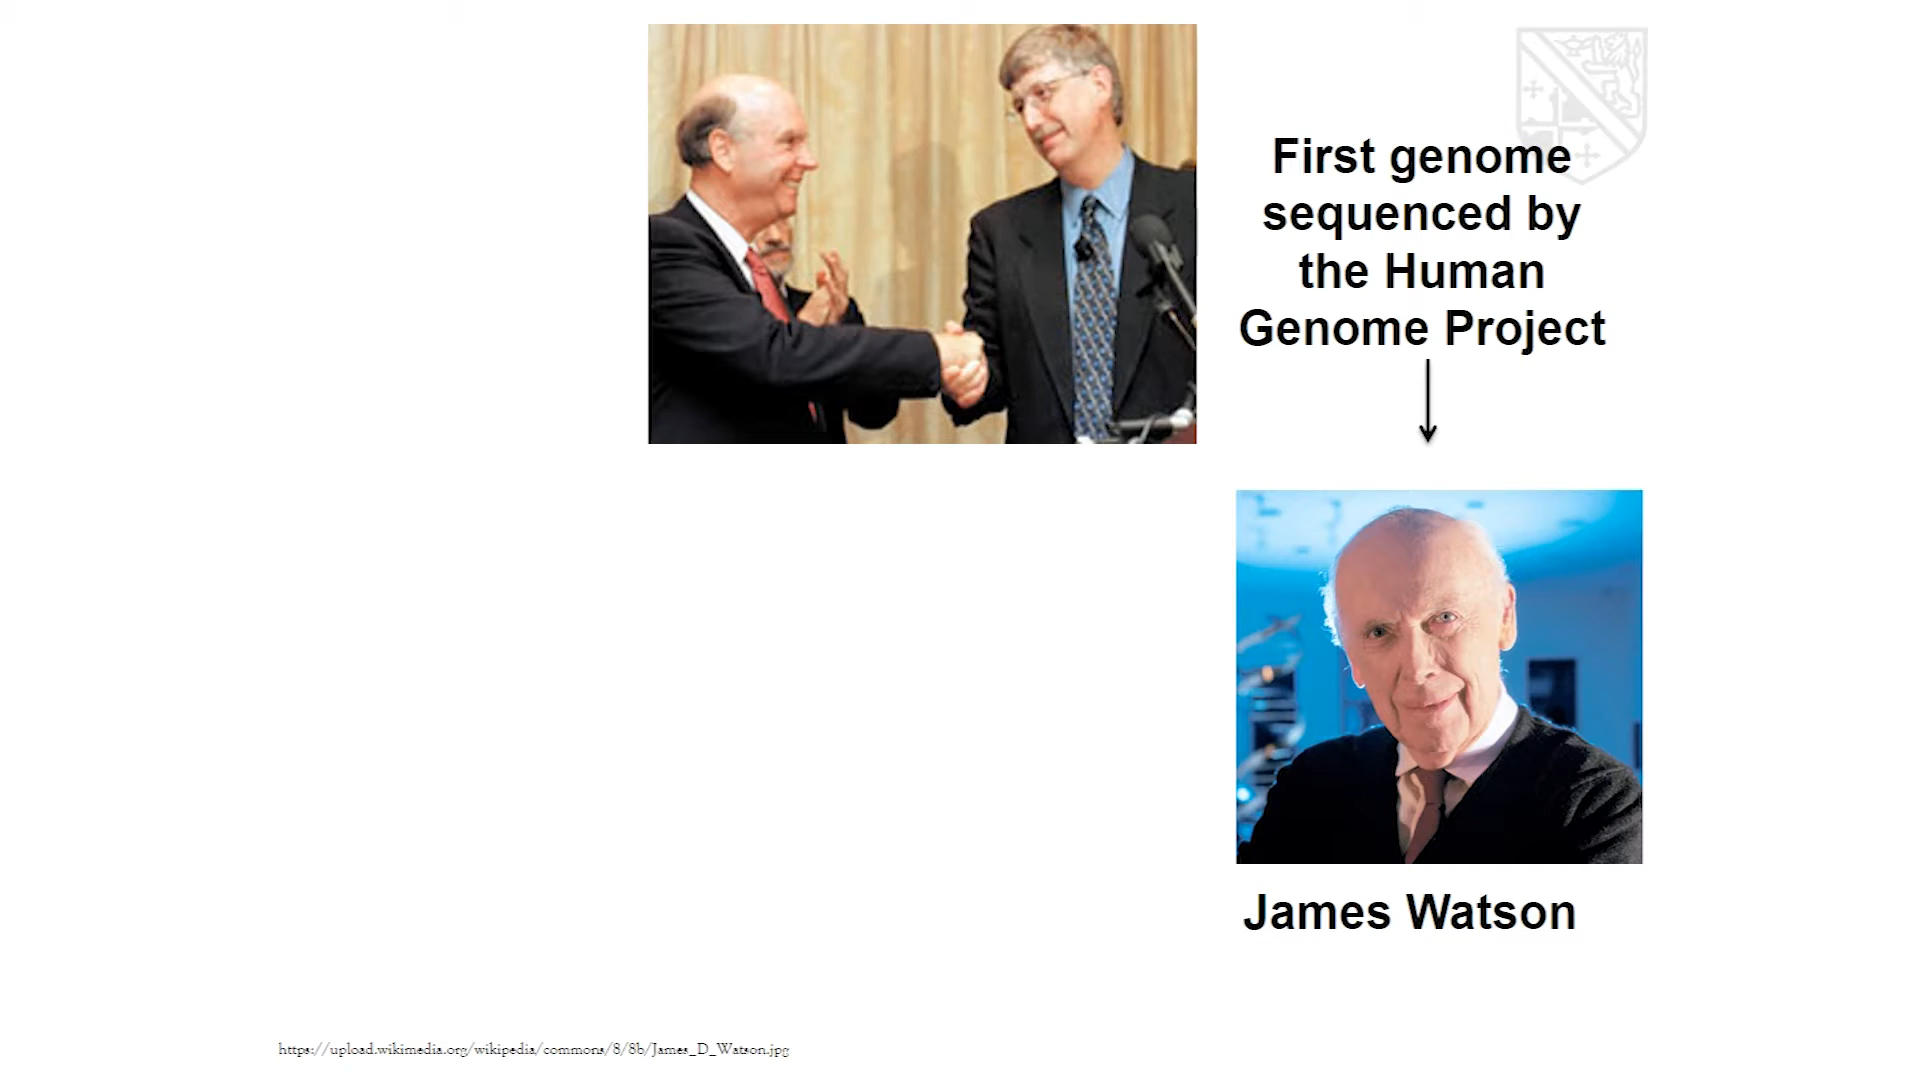 First genome
sequenced by
the Human
Genome Project
James Watson
https://upload.wikimedia.org/wikipedia/commons/8/8b/James_D_Watson.jpg